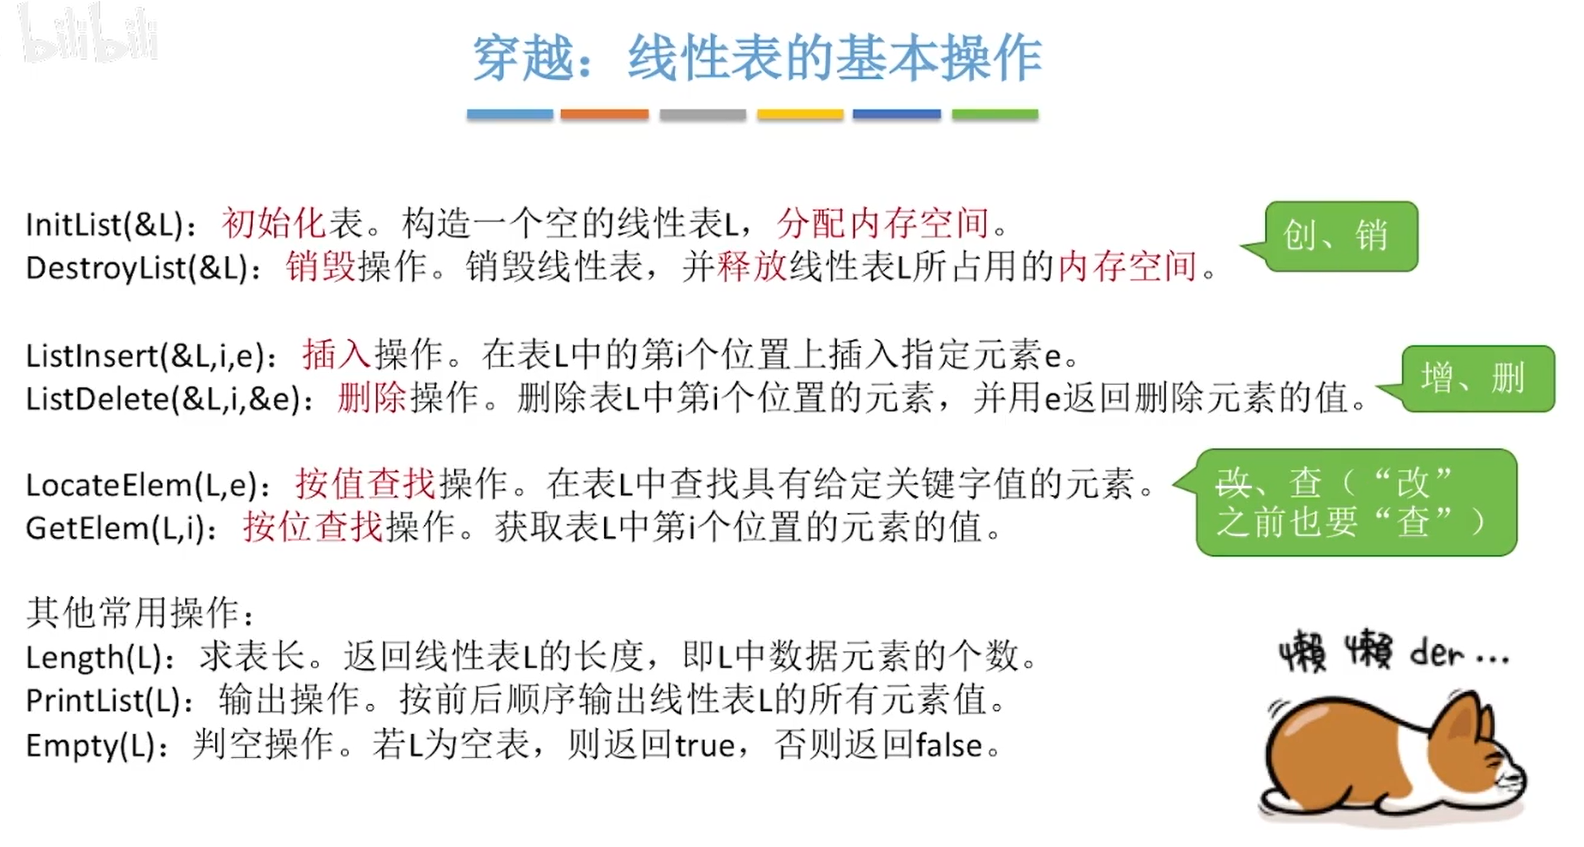 bilibili
穿越：线性表的基本操作
InitList(&L)：初始化表。构造一个空的线性表L，分配内存空间。
DestroyList(&L)：销毁操作。销毁线性表，并释放线性表L所占用的内存空间。
创、销
ListInsert(&L,i,e)：插入操作。在表L中的第i个位置上插入指定元素e。
ListDelete(&L,i,&e)：删除操作。删除表L中第i个位置的元素，并用e返回删除元素的值。
增、删
LocateElem(L,e)：按值查找操作。在表L中查找具有给定关键字值的元素。
GetElem(L,i)：按位查找操作。获取表L中第i个位置的元素的值。
改、查（“改”
之前也要“查”）
其他常用操作：
Length(L)：求表长。返回线性表L的长度，即L中数据元素的个数。
PrintList(L)：输出操作。按前后顺序输出线性表L的所有元素值。
Empty(L)：判空操作。若L为空表，则返回true，否则返回false。
懒 懒 der...